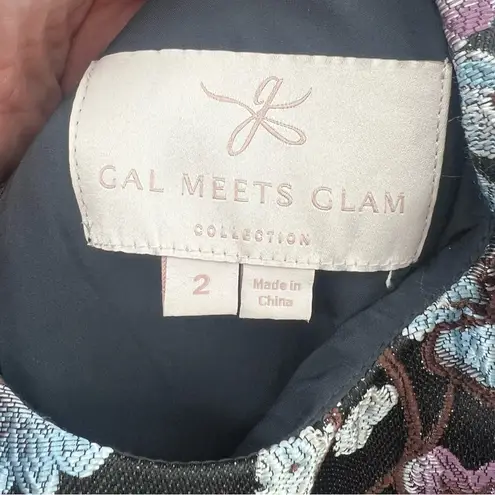 GAL MEETS GLAM
COLLECTION
2
Made in
China